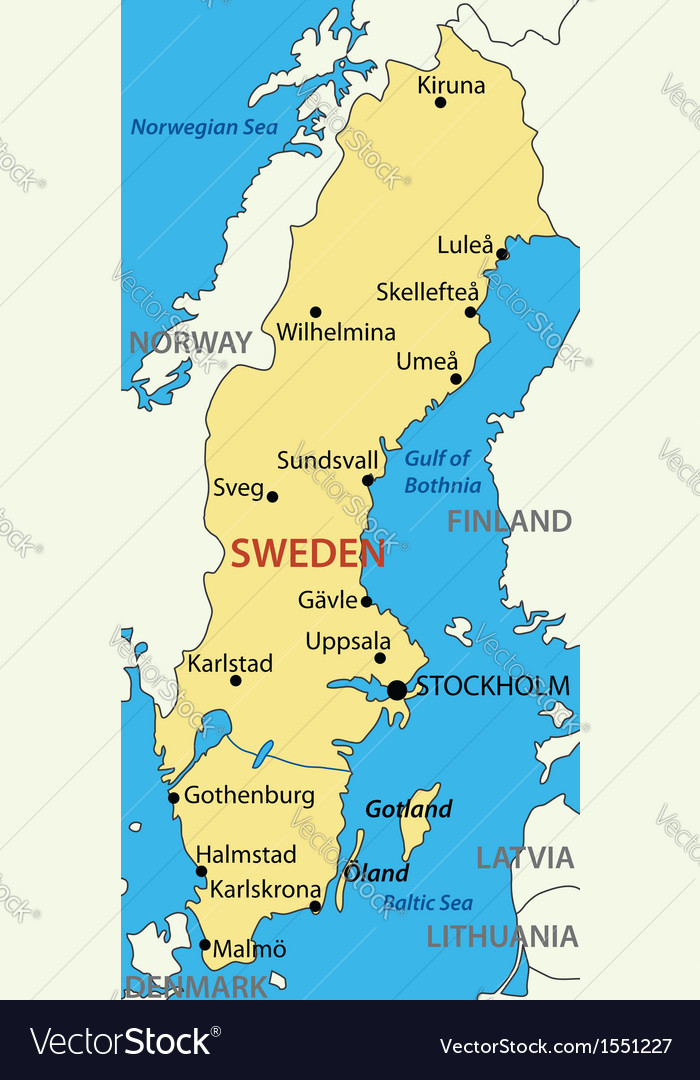 Kiruna
Norwegian Sea
Luleå
Skellefteå
Wilhelmina
NORWAY
Umeå
Sundsvall
Gulf of
Bothnia
Sveg
FINLAND
SWEDEN
Gävle
Uppsala
Karlstad
STOCKHOLM
Gothenburg
Gotland
Halmstad
LATVIA
Öland
Karlskrona
Baltic Sea
LITHUANIA
Malmö
DENMARK
VectorStock®
VectorStock.com/1551227